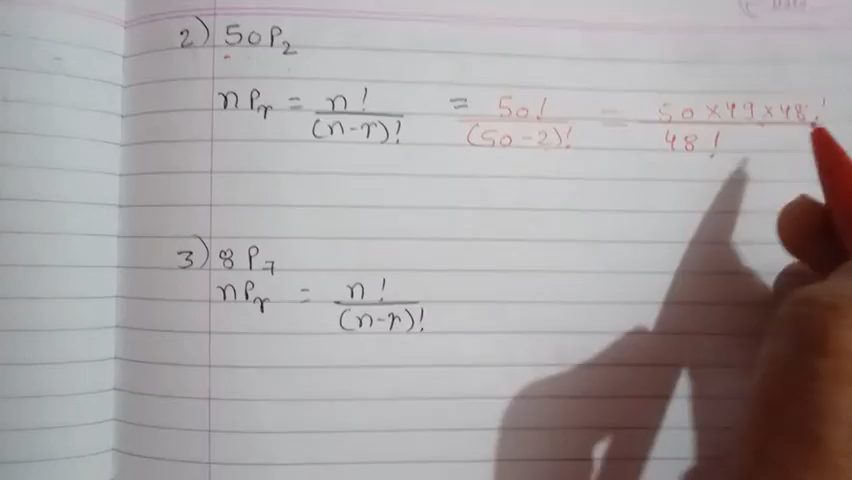 2) 50P₂
nPᵣ = n! / (n-r)! = 50! / (50-2)! = 50×49×48! / 48!
3) 8P₇
nPᵣ = n! / (n-r)!